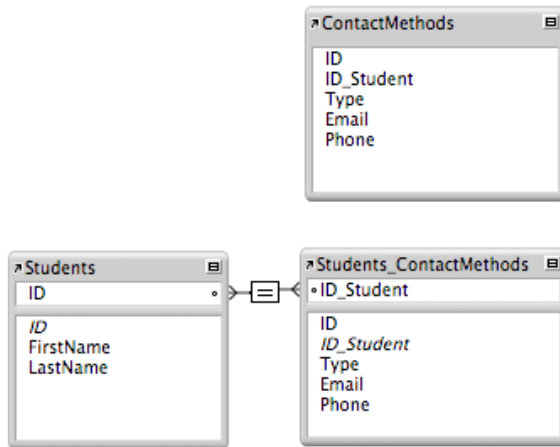 ContactMethods
ID
ID_Student
Type
Email
Phone
Students
ID
ID
FirstName
LastName
Students_ContactMethods
ID_Student
ID
ID_Student
Type
Email
Phone